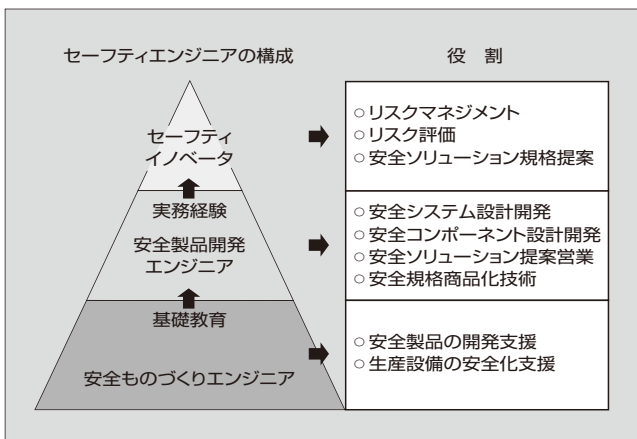 セーフティエンジニアの構成
役 割
セーフティ
イノベータ
○リスクマネジメント
○リスク評価
○安全ソリューション規格提案
実務経験
安全製品開発
エンジニア
○安全システム設計開発
○安全コンポーネント設計開発
○安全ソリューション提案営業
○安全規格商品化技術
基礎教育
安全ものづくりエンジニア
○安全製品の開発支援
○生産設備の安全化支援